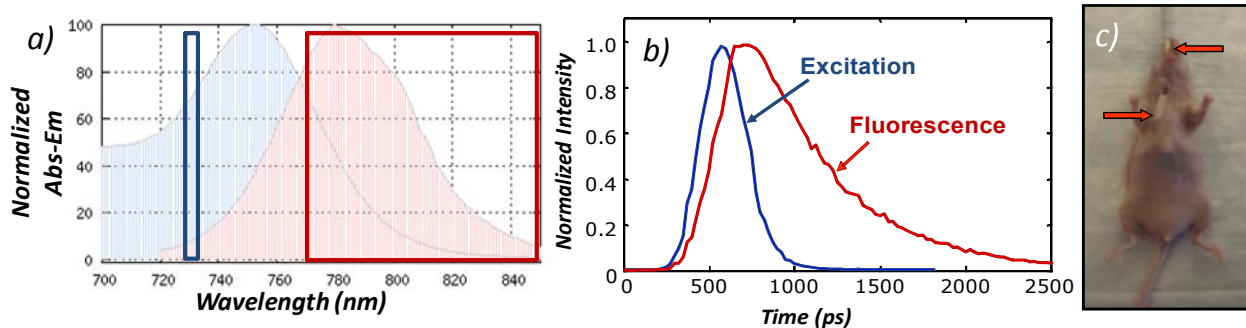 a)
Normalized
Abs-Em
100
80
60
40
20
0
700
720
740
760
780
800
820
840
Wavelength (nm)
b)
Normalized Intensity
1.0
0.8
0.6
0.4
0.2
0
0
500
1000
1500
2000
2500
Time (ps)
Excitation
Fluorescence
c)